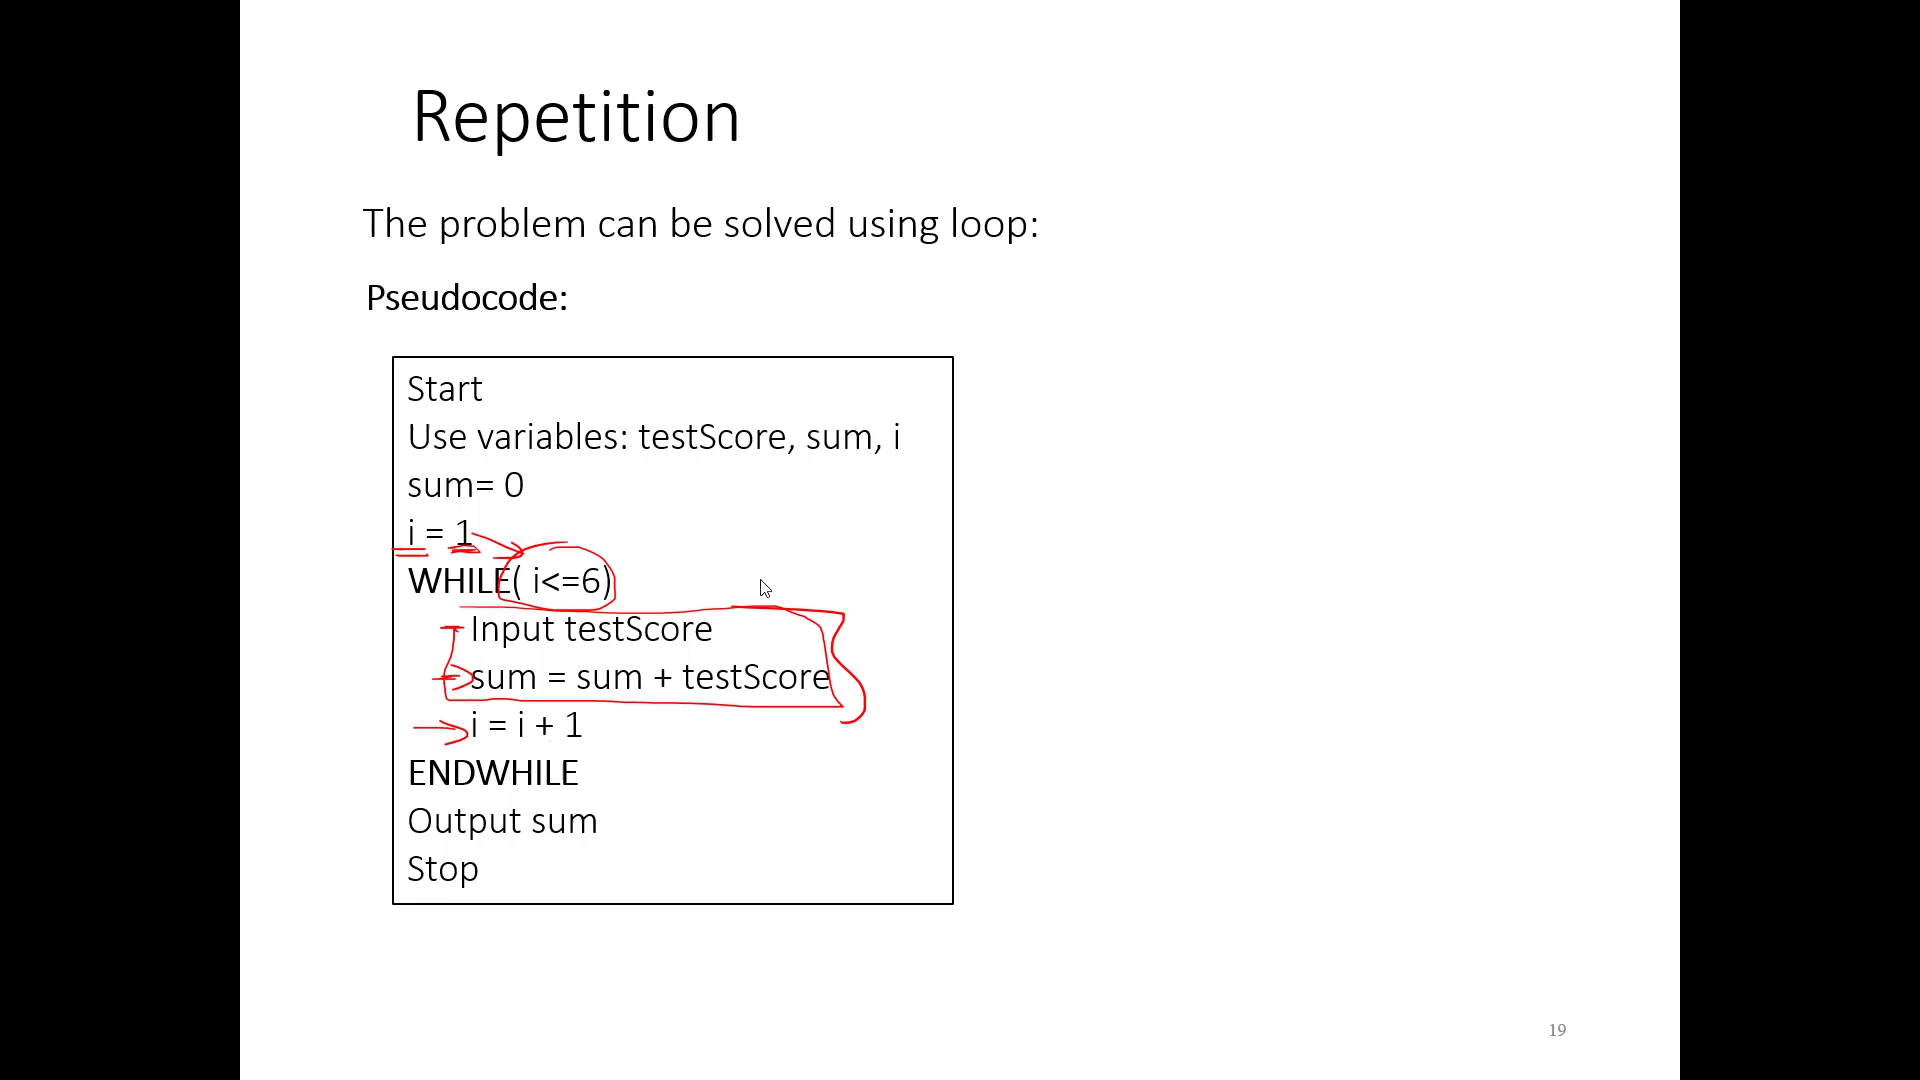 Repetition
The problem can be solved using loop:
Pseudocode:
Start
Use variables: testScore, sum, i
sum= 0
i = 1
WHILE( i<=6)
Input testScore
sum = sum + testScore
i = i + 1
ENDWHILE
Output sum
Stop
19